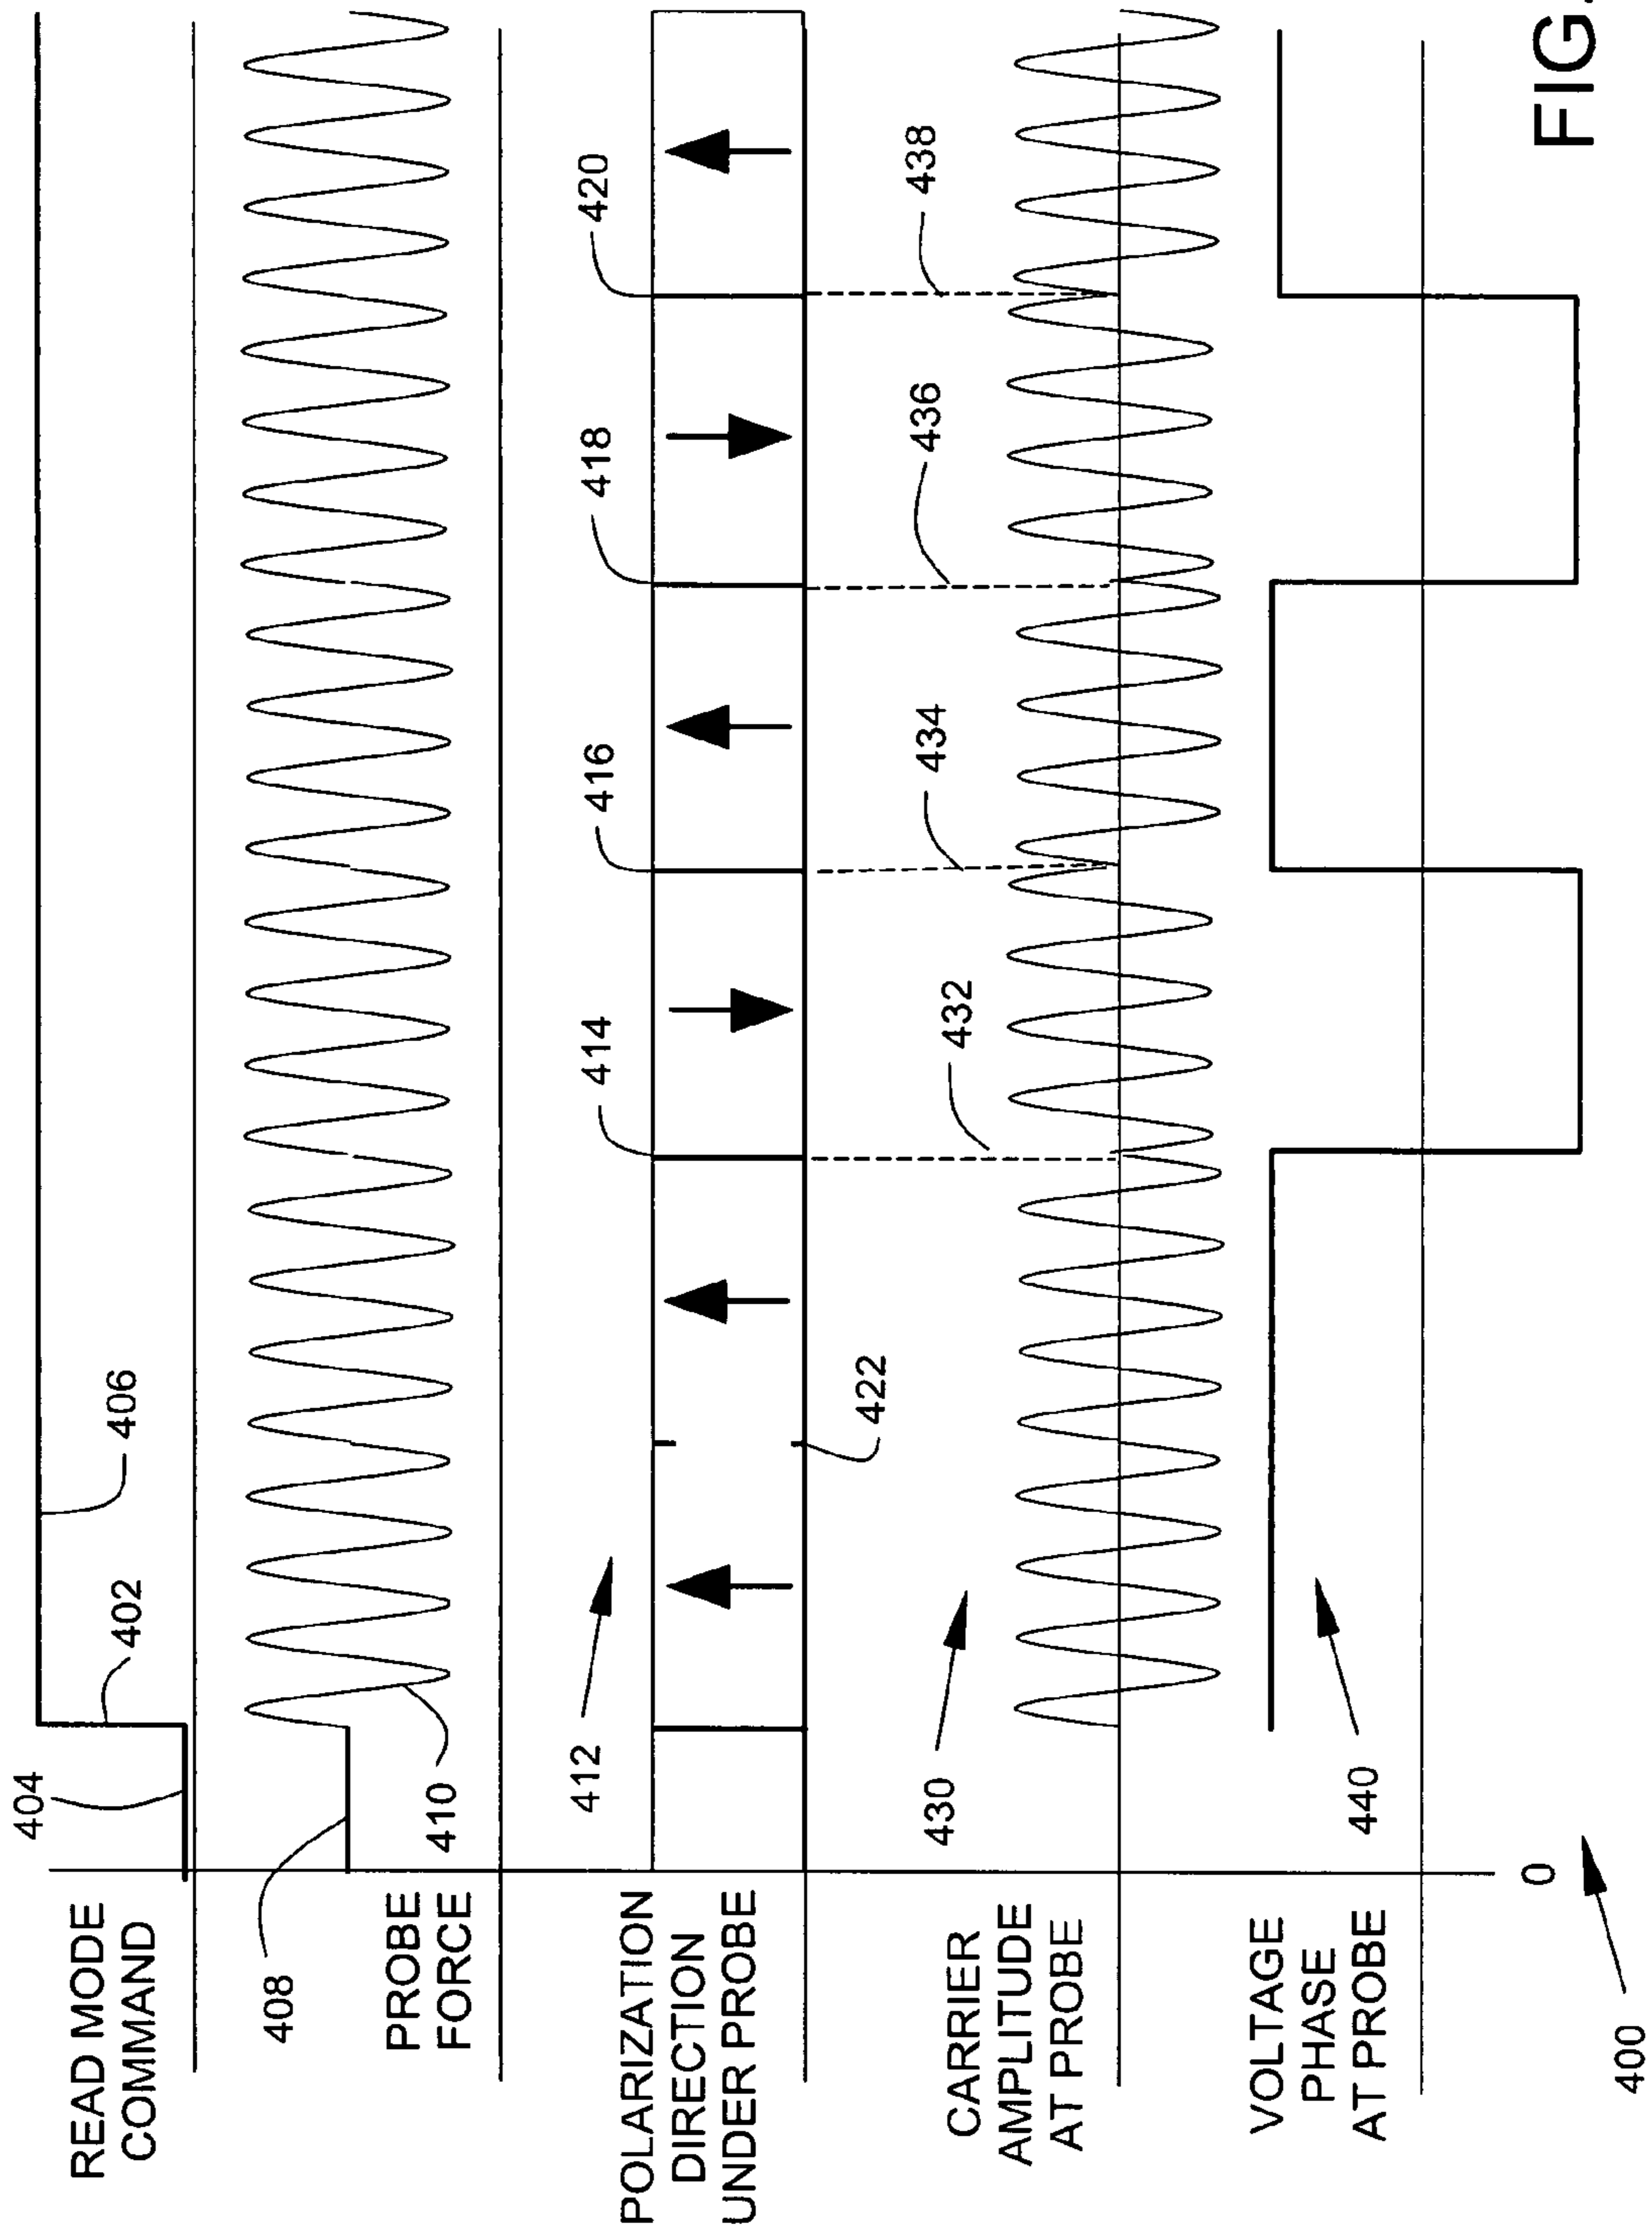 READ MODE
COMMAND
404
402
406
408
PROBE
FORCE
410
POLARIZATION
DIRECTION
UNDER PROBE
412
414
416
418
420
422
CARRIER
AMPLITUDE
AT PROBE
430
432
434
436
438
VOLTAGE
PHASE
AT PROBE
440
0
400
FIG.